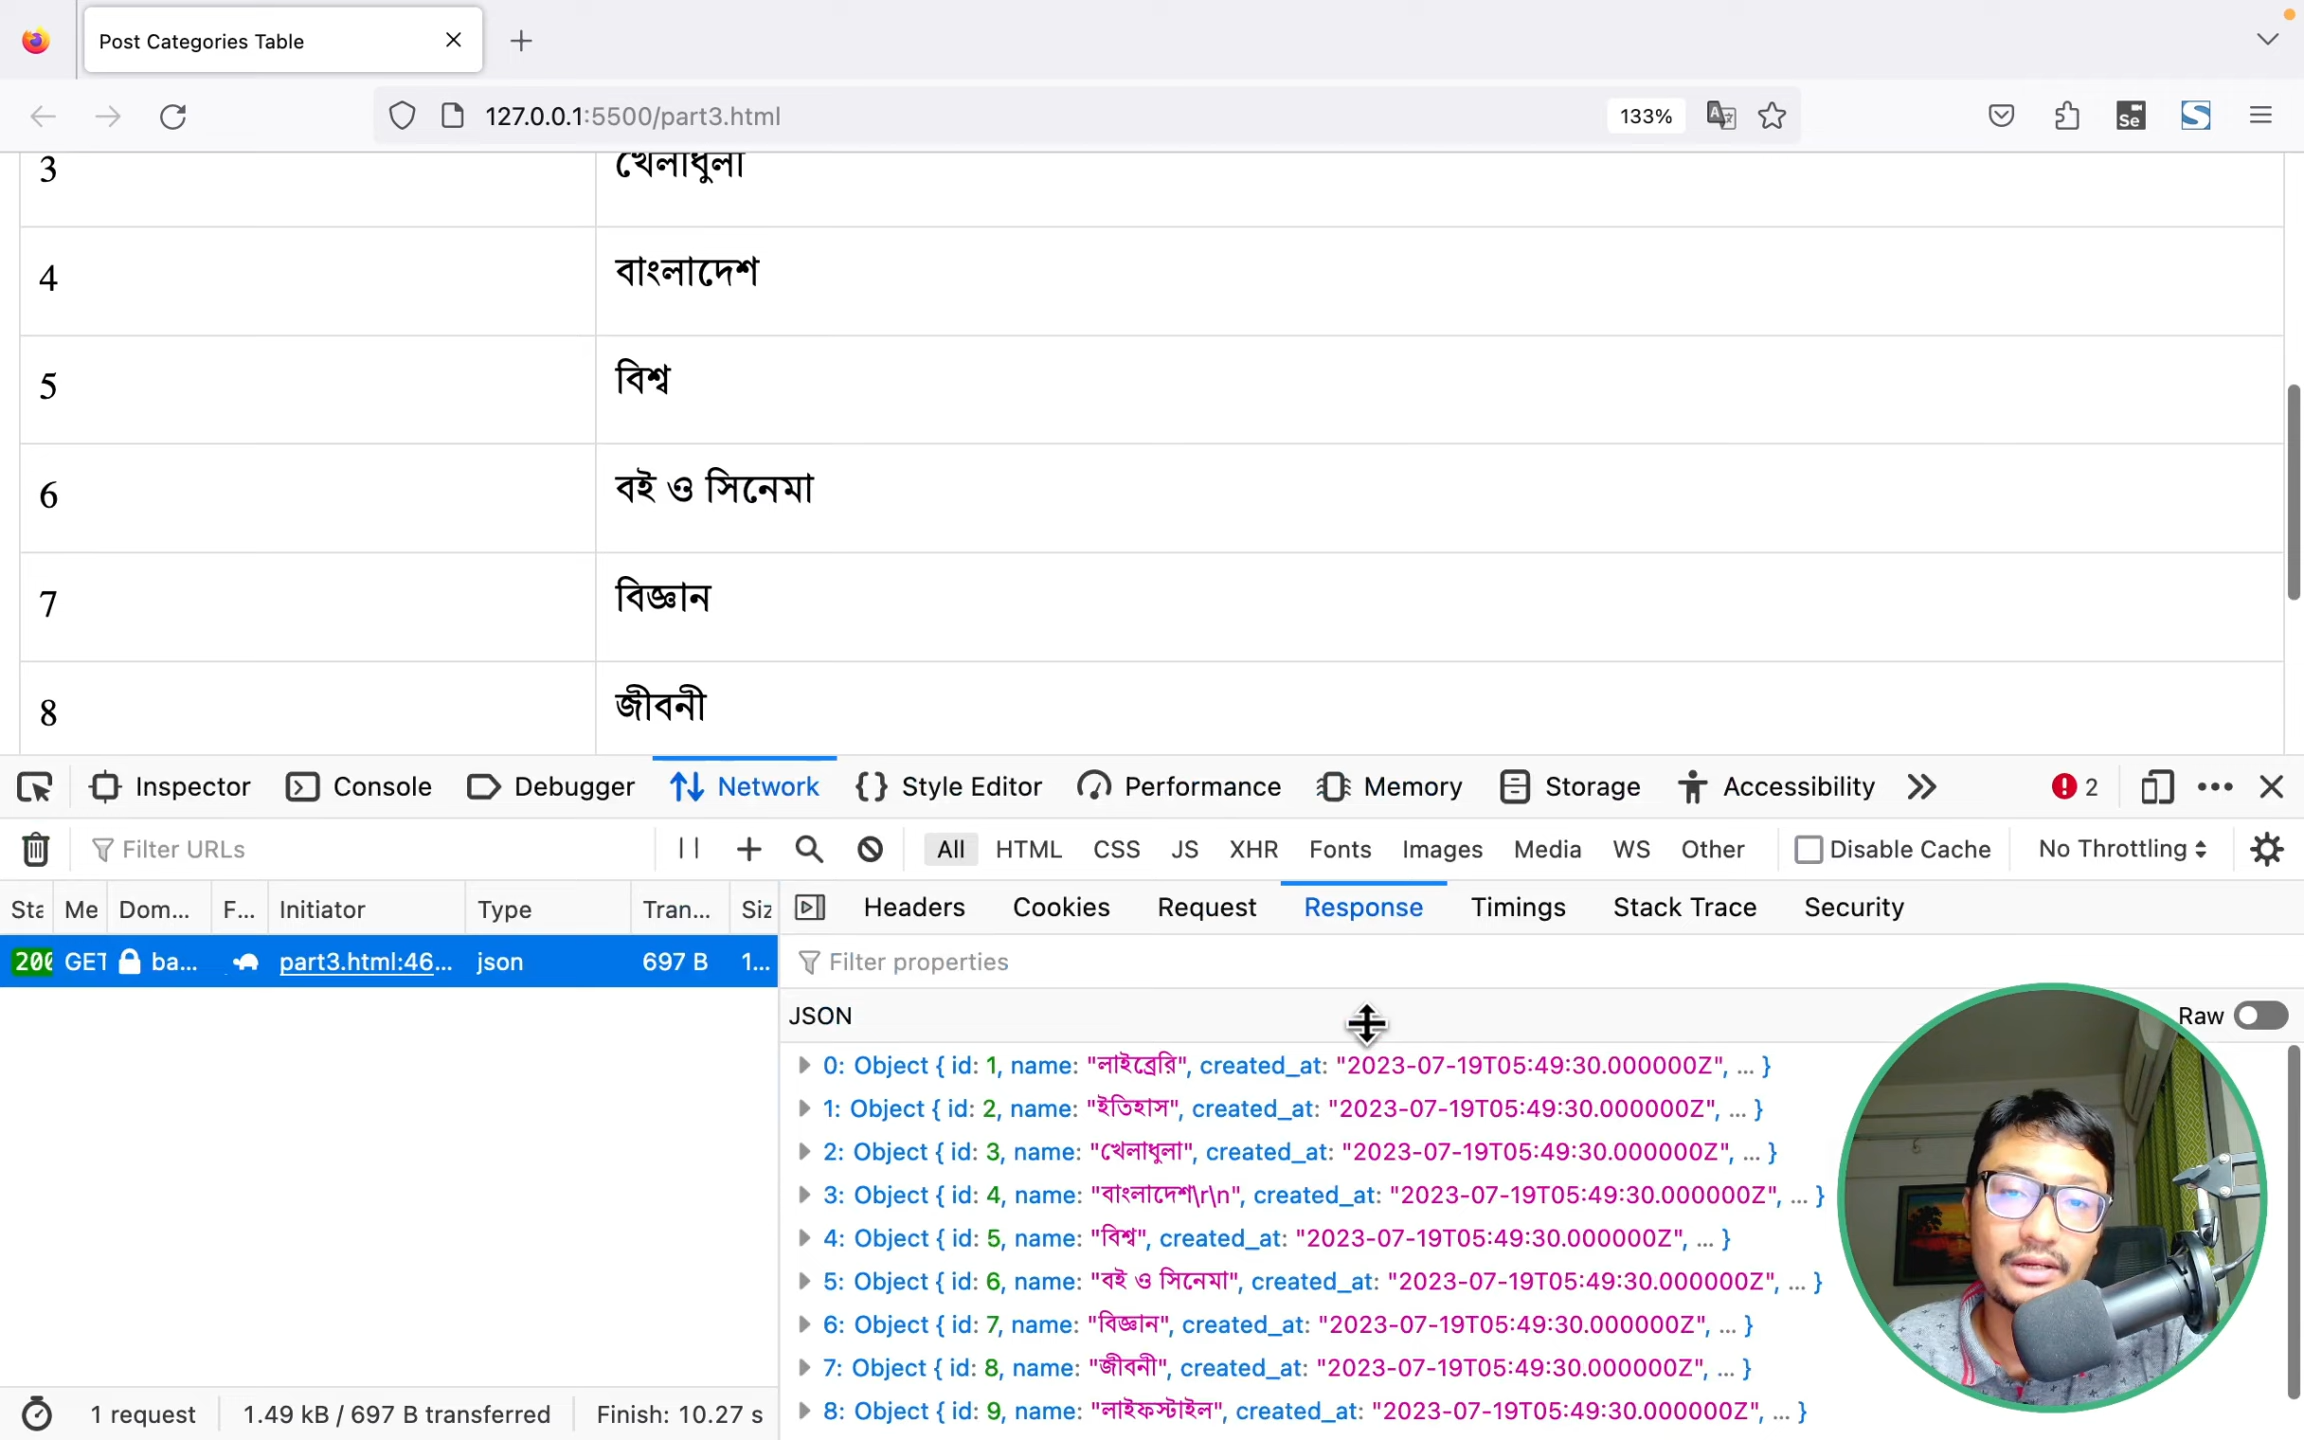 Post Categories Table
127.0.0.1:5500/part3.html 133% Se
3 খেলাধুলা
4 বাংলাদেশ
5 বিশ্ব
6 বই ও সিনেমা
7 বিজ্ঞান
8 জীবনী
Inspector Console Debugger Network Style Editor Performance Memory Storage Accessibility 2
Filter URLs All HTML CSS JS XHR Fonts Images Media WS Other Disable Cache No Throttling
Sta Me Dom... F... Initiator Type Tran... Siz Headers Cookies Request Response Timings Stack Trace Security
200 GET ba... part3.html:46... json 697 B 1... Filter properties
JSON Raw
0: Object { id: 1, name: "লাইব্রেরি", created_at: "2023-07-19T05:49:30.000000Z", ... }
1: Object { id: 2, name: "ইতিহাস", created_at: "2023-07-19T05:49:30.000000Z", ... }
2: Object { id: 3, name: "খেলাধুলা", created_at: "2023-07-19T05:49:30.000000Z", ... }
3: Object { id: 4, name: "বাংলাদেশ\r\n", created_at: "2023-07-19T05:49:30.000000Z", ... }
4: Object { id: 5, name: "বিশ্ব", created_at: "2023-07-19T05:49:30.000000Z", ... }
5: Object { id: 6, name: "বই ও সিনেমা", created_at: "2023-07-19T05:49:30.000000Z", ... }
6: Object { id: 7, name: "বিজ্ঞান", created_at: "2023-07-19T05:49:30.000000Z", ... }
7: Object { id: 8, name: "জীবনী", created_at: "2023-07-19T05:49:30.000000Z", ... }
8: Object { id: 9, name: "লাইফস্টাইল", created_at: "2023-07-19T05:49:30.000000Z", ... }
1 request 1.49 kB / 697 B transferred Finish: 10.27 s